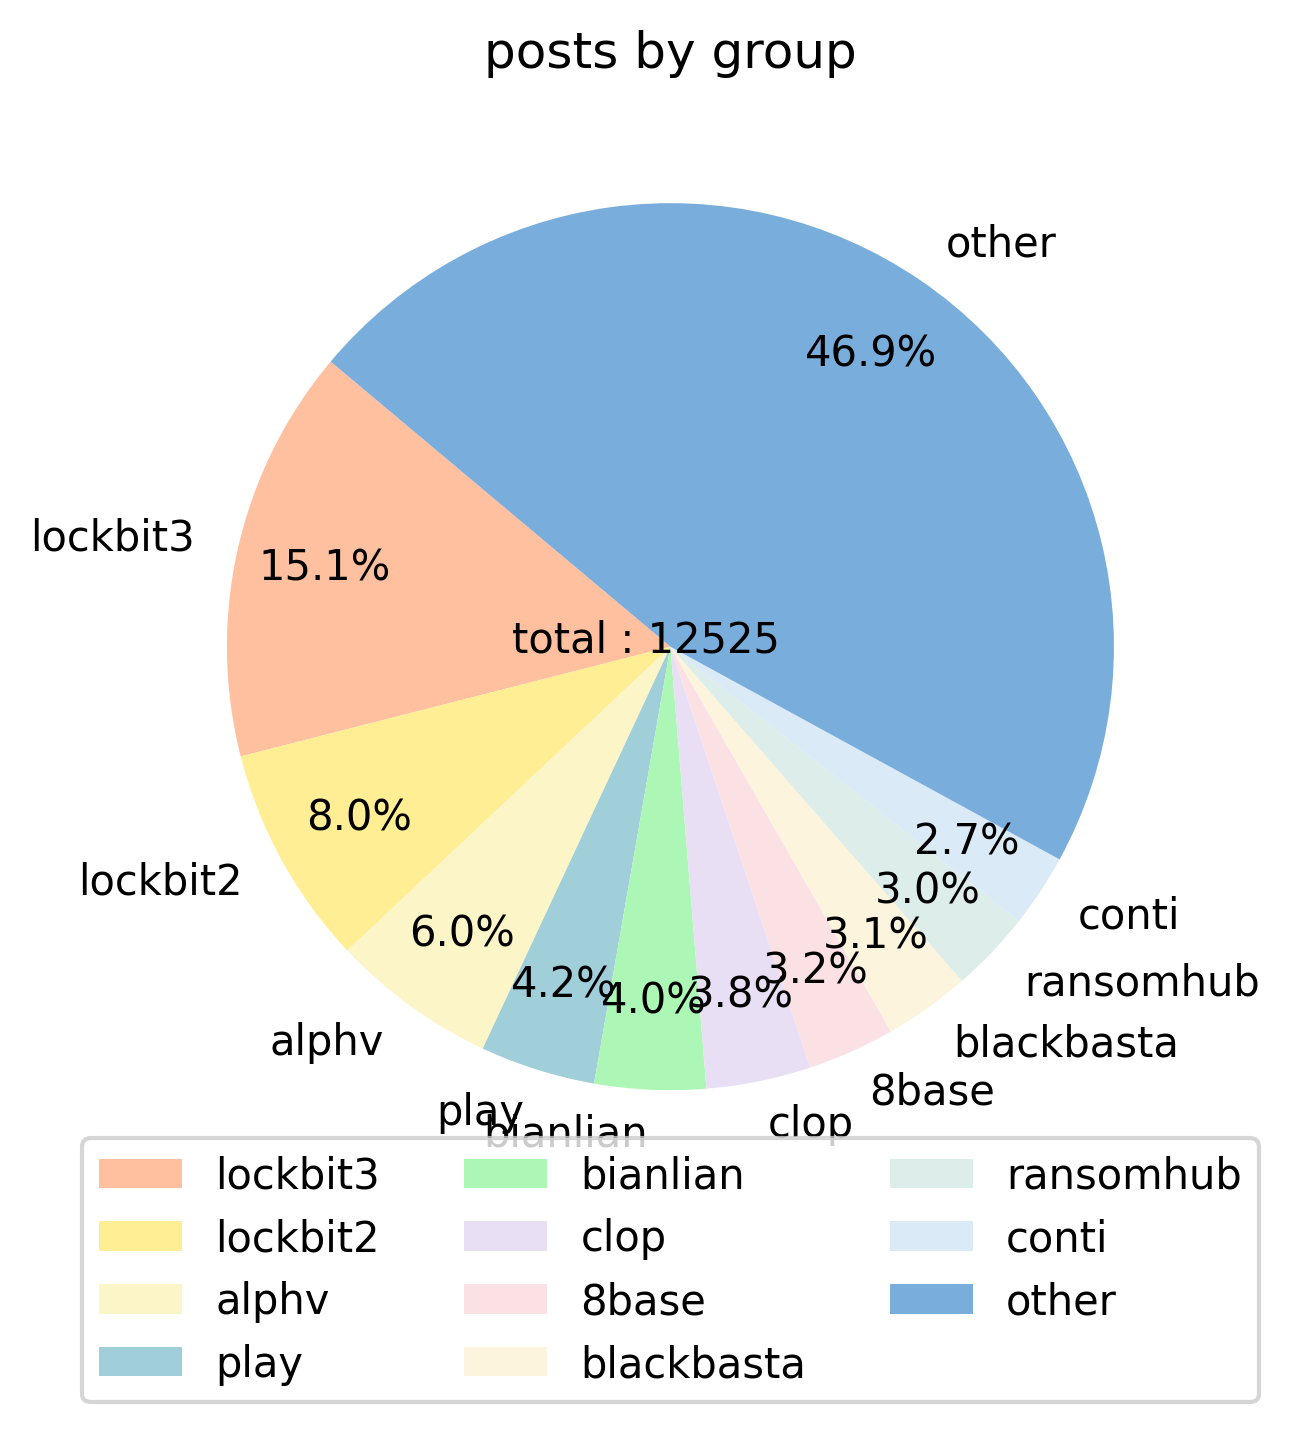 posts by group
other
46.9%
lockbit3
15.1%
total : 12525
8.0%
lockbit2
6.0%
alphv
4.2%
play
4.0%
bianlian
3.8%
clop
3.2%
8base
3.1%
blackbasta
3.0%
ransomhub
2.7%
conti
lockbit3
lockbit2
alphv
play
bianlian
clop
8base
blackbasta
ransomhub
conti
other